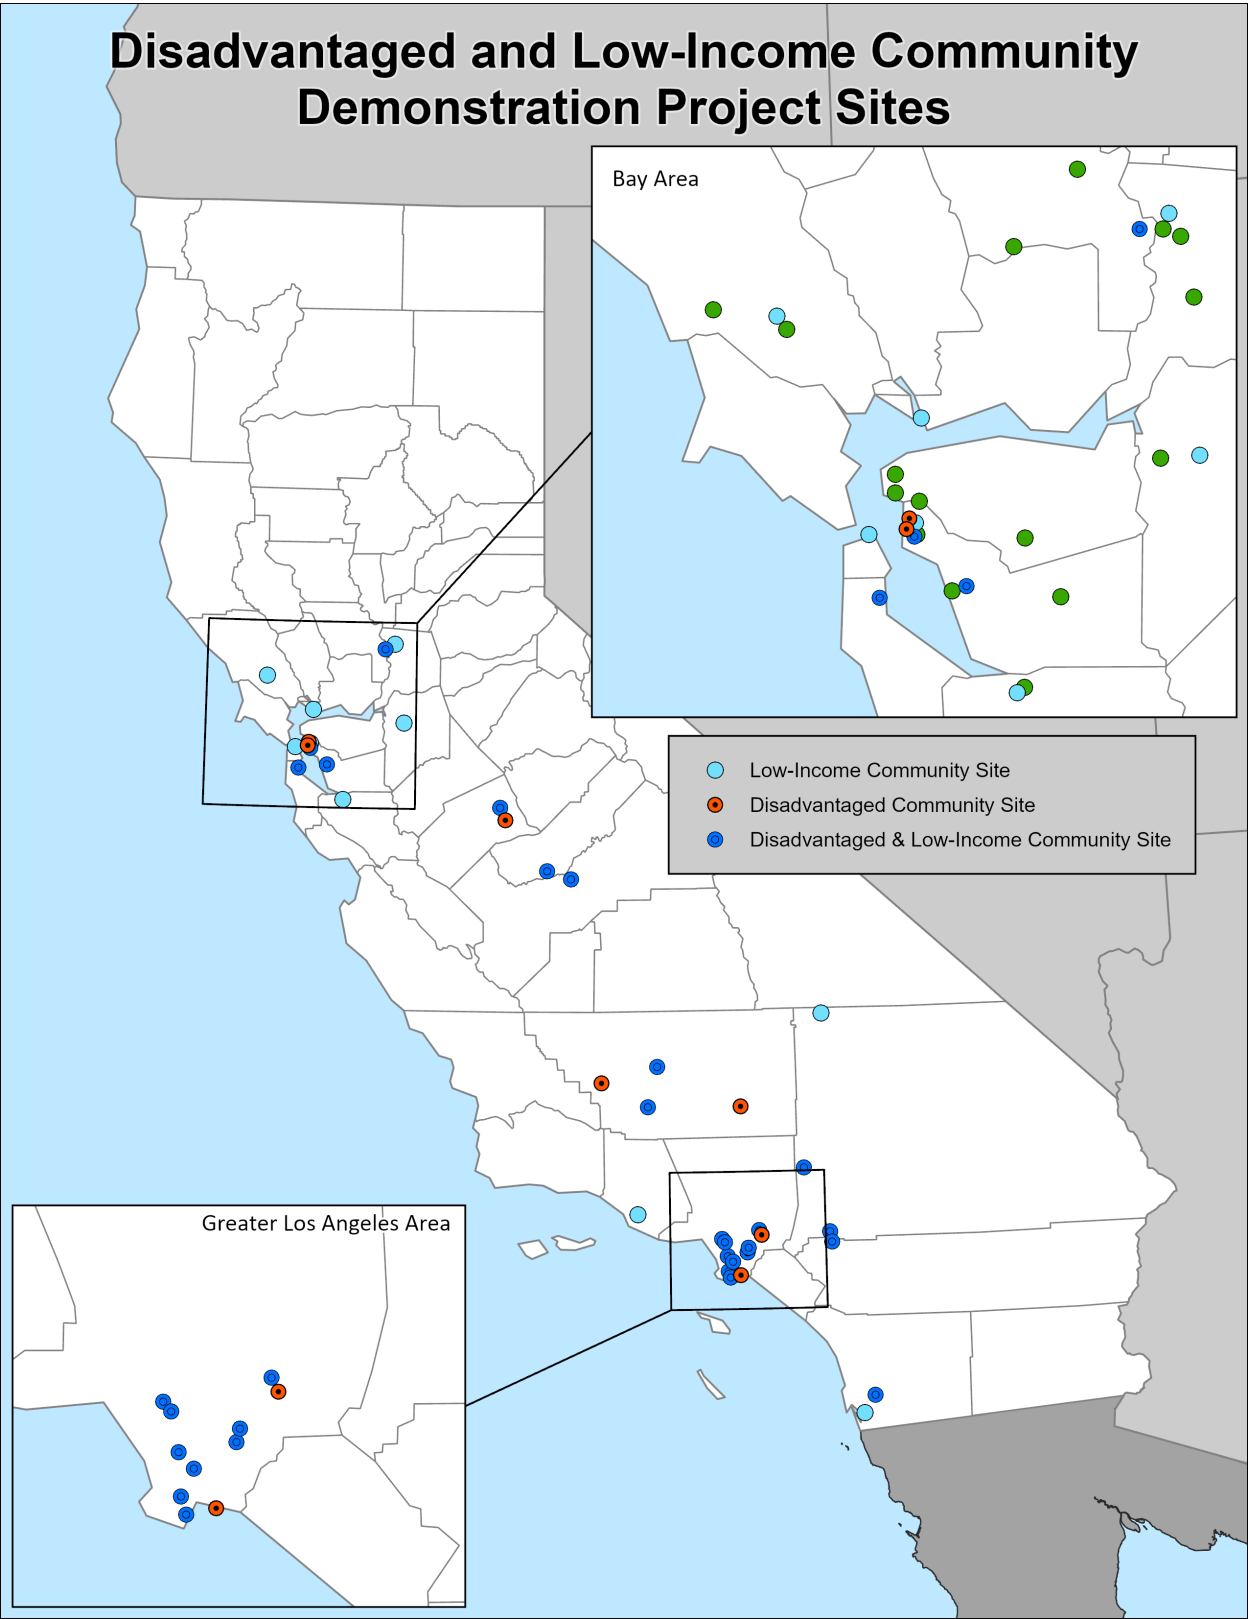 Disadvantaged and Low-Income Community
Demonstration Project Sites
Bay Area
Low-Income Community Site
Disadvantaged Community Site
Disadvantaged & Low-Income Community Site
Greater Los Angeles Area